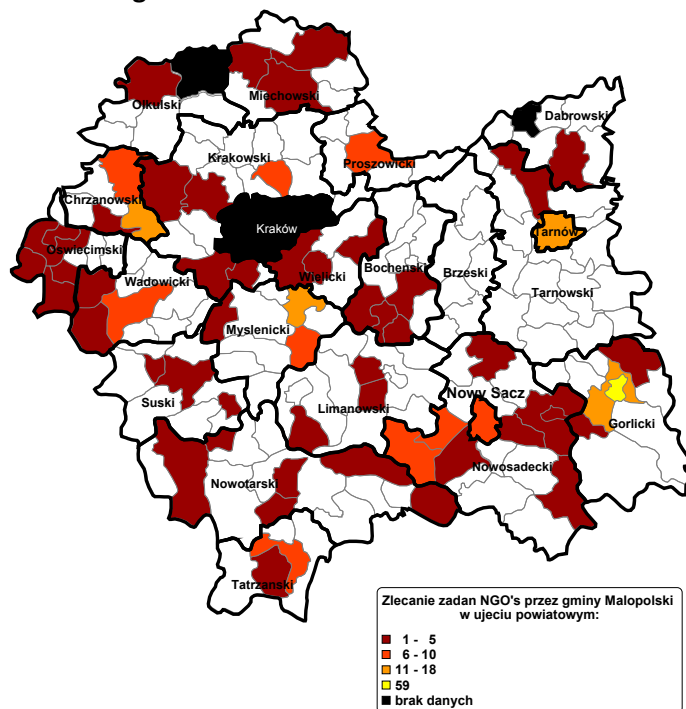 g
Olkulski
Miechowski
Dabrowski
Krakowski
Proszowicki
Chrzanowski
Kraków
Tarnów
Oswiecimski
Wielicki
Bochenski
Brzeski
Wadowicki
Tarnowski
Myslenicki
Nowy Sacz
Suski
Limanowski
Gorlicki
Nowosadecki
Nowotarski
Tatrzanski
Zlecanie zadan NGO's przez gminy Malopolski
w ujeciu powiatowym:
1 - 5
6 - 10
11 - 18
59
brak danych